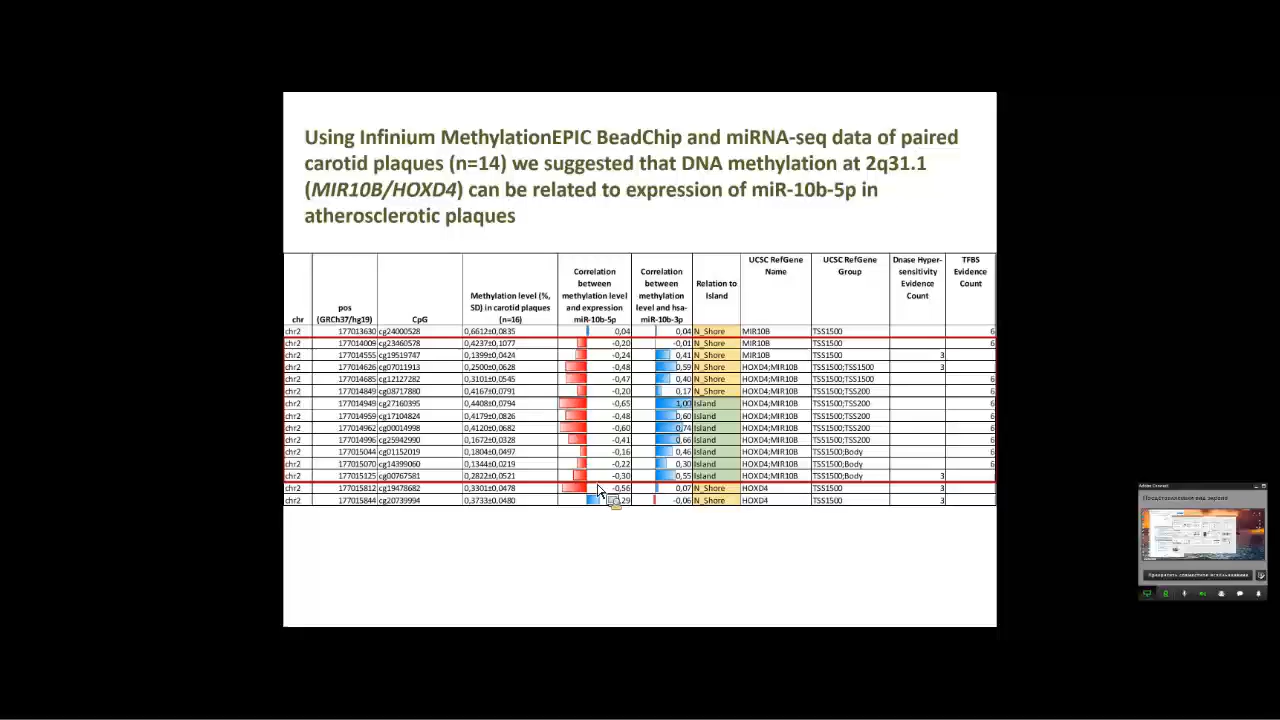 Using Infinium MethylationEPIC BeadChip and miRNA-seq data of paired
carotid plaques (n=14) we suggested that DNA methylation at 2q31.1
(MIR10B/HOXD4) can be related to expression of miR-10b-5p in
atherosclerotic plaques
chr pos (GRCh37/hg19) CpG Methylation level (%, SD) in carotid plaques (n=16) Correlation between methylation level and expression miR-10b-5p Correlation between methylation level and hsa-miR-10b-3p Relation to Island UCSC RefGene Name UCSC RefGene Group Dnase Hyper-sensitivity Evidence Count TFBS Evidence Count
chr2 177013630 cg24000528 0,6612±0,0835 0,04 0,04 N_Shore MIR10B TSS1500 6
chr2 177014009 cg23460578 0,4237±0,1077 -0,20 -0,01 N_Shore MIR10B TSS1500 6
chr2 177014555 cg19519747 0,1399±0,0424 -0,24 0,41 N_Shore MIR10B TSS1500 3
chr2 177014626 cg07011913 0,2500±0,0628 -0,48 0,59 N_Shore HOXD4;MIR10B TSS1500;TSS1500 3
chr2 177014685 cg12127282 0,3101±0,0545 -0,47 0,40 N_Shore HOXD4;MIR10B TSS1500;TSS1500 6
chr2 177014849 cg08717880 0,4167±0,0791 -0,20 0,17 N_Shore HOXD4;MIR10B TSS1500;TSS200 6
chr2 177014949 cg27160395 0,4408±0,0794 -0,65 1,00 Island HOXD4;MIR10B TSS1500;TSS200 6
chr2 177014959 cg17104824 0,4179±0,0826 -0,48 0,60 Island HOXD4;MIR10B TSS1500;TSS200 6
chr2 177014962 cg00014998 0,4120±0,0682 -0,60 0,74 Island HOXD4;MIR10B TSS1500;TSS200 6
chr2 177014996 cg25942990 0,1672±0,0328 -0,41 0,66 Island HOXD4;MIR10B TSS1500;TSS200 6
chr2 177015044 cg01152019 0,1804±0,0497 -0,16 0,46 Island HOXD4;MIR10B TSS1500;Body 6
chr2 177015070 cg14399060 0,1344±0,0219 -0,22 0,30 Island HOXD4;MIR10B TSS1500;Body 6
chr2 177015125 cg00767581 0,2822±0,0521 -0,30 0,55 Island HOXD4;MIR10B TSS1500;Body 3
chr2 177015812 cg19478682 0,3301±0,0478 -0,56 0,07 N_Shore HOXD4 TSS1500 3
chr2 177015844 cg20739994 0,3733±0,0480 -0,06 N_Shore HOXD4 TSS1500 3
Adobe Connect